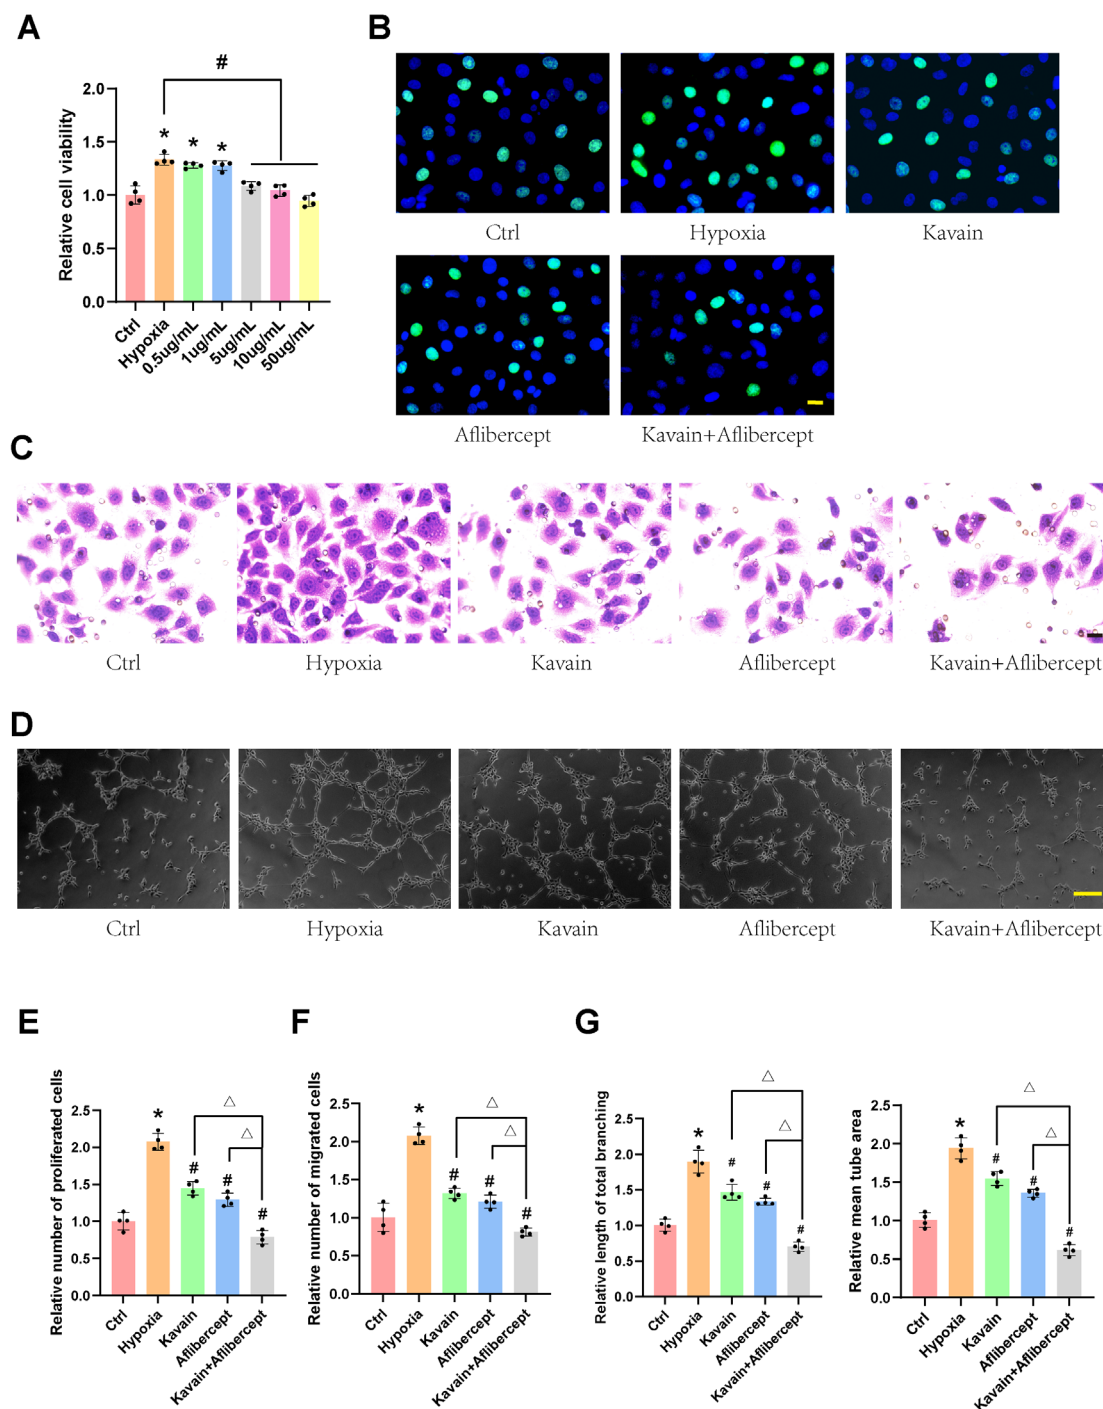 A
#
Relative cell viability
2.0
1.5
1.0
0.5
0.0
* * *
Ctrl
Hypoxia
0.5ug/mL
1ug/mL
5ug/mL
10ug/mL
50ug/mL
B
Ctrl
Hypoxia
Kavain
Aflibercept
Kavain+Aflibercept
C
Ctrl
Hypoxia
Kavain
Aflibercept
Kavain+Aflibercept
D
Ctrl
Hypoxia
Kavain
Aflibercept
Kavain+Aflibercept
E
Relative number of proliferated cells
2.5
2.0
1.5
1.0
0.5
0.0
*
# # #
△
△
Ctrl
Hypoxia
Kavain
Aflibercept
Kavain+Aflibercept
F
Relative number of migrated cells
2.5
2.0
1.5
1.0
0.5
0.0
*
# # #
△
△
Ctrl
Hypoxia
Kavain
Aflibercept
Kavain+Aflibercept
G
Relative length of total branching
2.5
2.0
1.5
1.0
0.5
0.0
*
# # #
△
△
Ctrl
Hypoxia
Kavain
Aflibercept
Kavain+Aflibercept
Relative mean tube area
2.5
2.0
1.5
1.0
0.5
0.0
*
# # #
△
△
Ctrl
Hypoxia
Kavain
Aflibercept
Kavain+Aflibercept